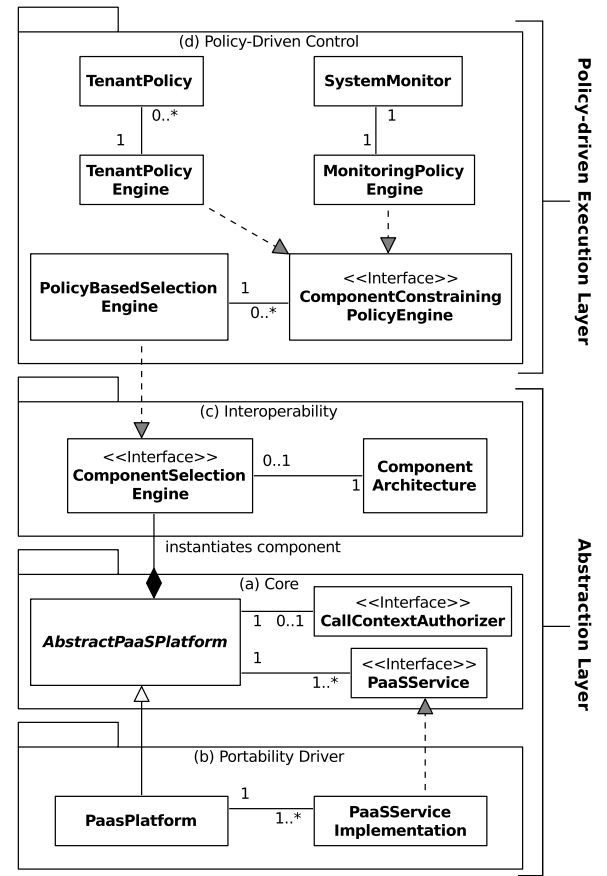 (d) Policy-Driven Control
TenantPolicy
SystemMonitor
0..*
1
1
1
TenantPolicy
Engine
MonitoringPolicy
Engine
PolicyBasedSelection
Engine
1
0..*
<<Interface>>
ComponentConstraining
PolicyEngine
Policy-driven Execution Layer
(c) Interoperability
<<Interface>>
ComponentSelection
Engine
0..1
1
Component
Architecture
instantiates component
(a) Core
AbstractPaaSPlatform
1
0..1
<<Interface>>
CallContextAuthorizer
1
1..*
<<Interface>>
PaaSService
Abstraction Layer
(b) Portability Driver
PaasPlatform
1
1..*
PaaSService
Implementation